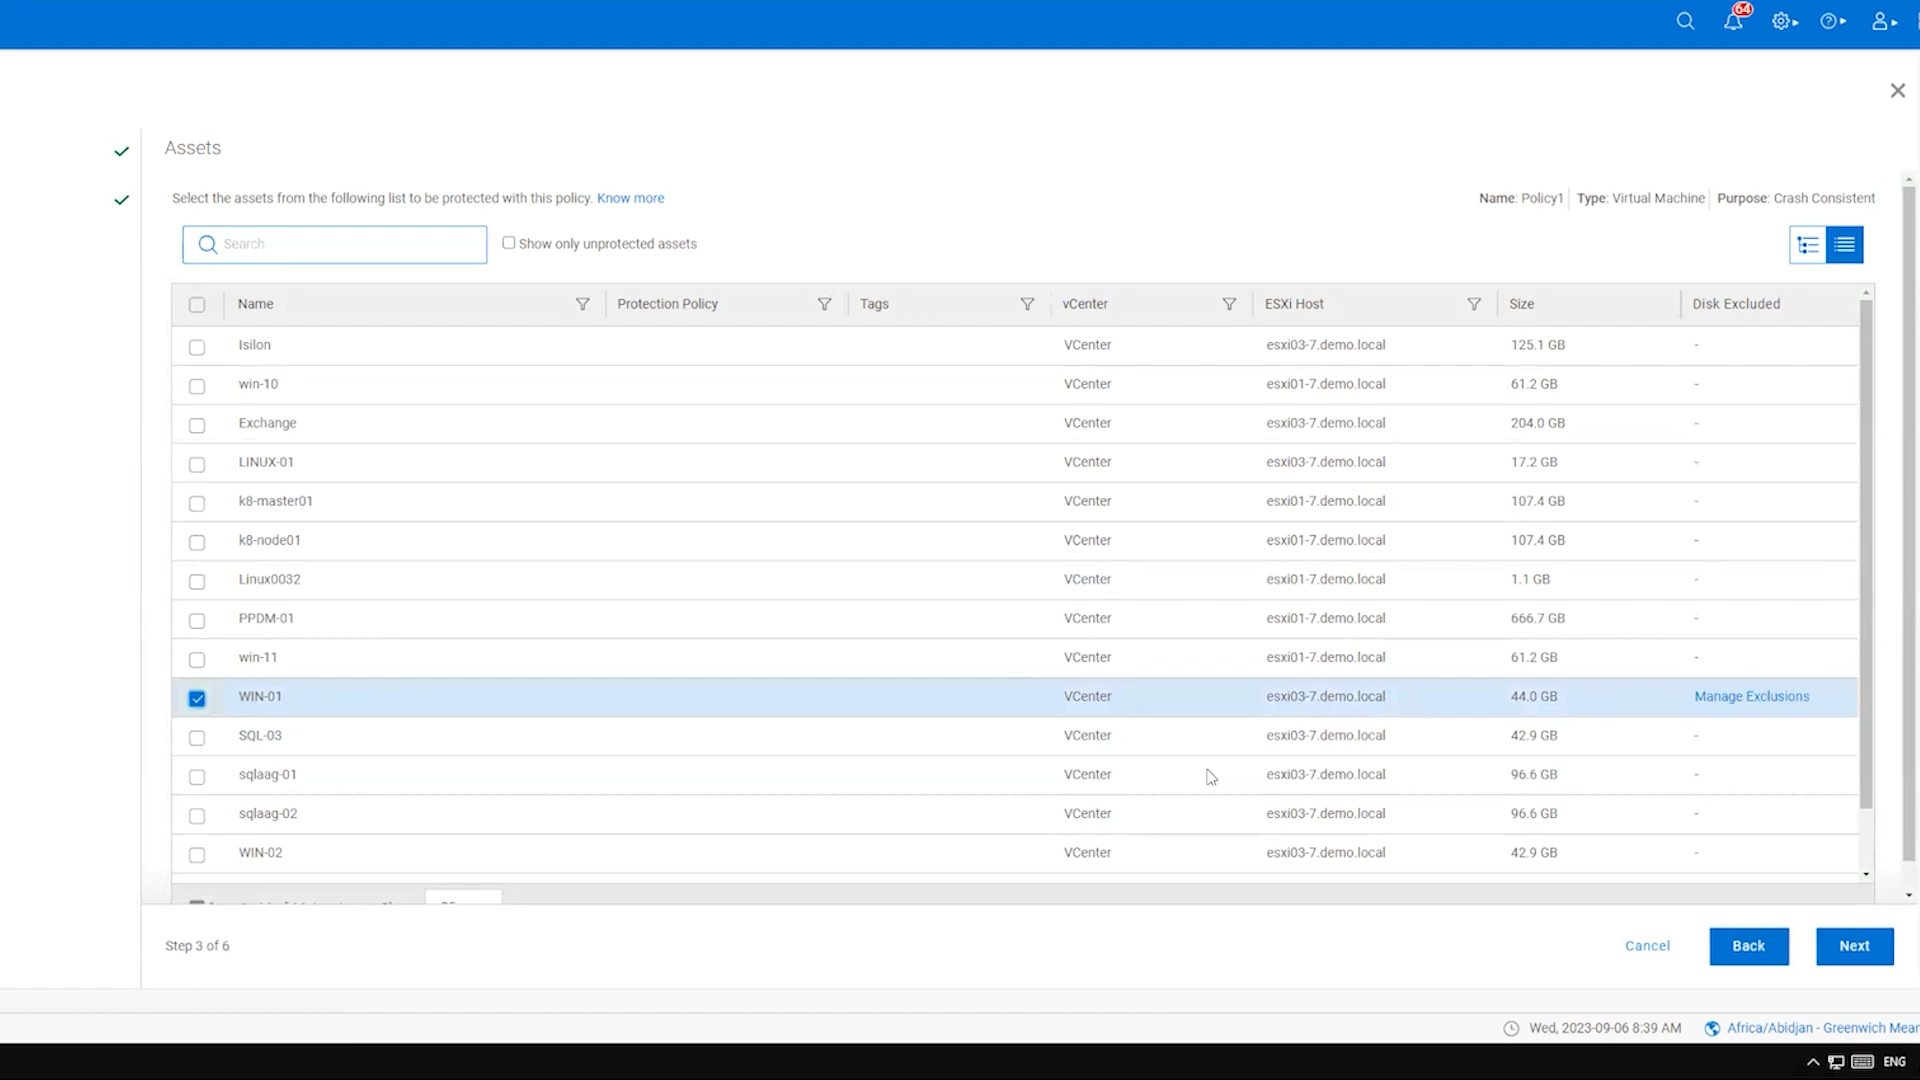 64
Assets
Select the assets from the following list to be protected with this policy. Know more
Name: Policy1 Type: Virtual Machine Purpose: Crash Consistent
Search
Show only unprotected assets
Name Protection Policy Tags vCenter ESXi Host Size Disk Excluded
Isilon VCenter esxi03-7.demo.local 125.1 GB -
win-10 VCenter esxi01-7.demo.local 61.2 GB -
Exchange VCenter esxi03-7.demo.local 204.0 GB -
LINUX-01 VCenter esxi03-7.demo.local 17.2 GB -
k8-master01 VCenter esxi01-7.demo.local 107.4 GB -
k8-node01 VCenter esxi01-7.demo.local 107.4 GB -
Linux0032 VCenter esxi01-7.demo.local 1.1 GB -
PPDM-01 VCenter esxi01-7.demo.local 666.7 GB -
win-11 VCenter esxi01-7.demo.local 61.2 GB -
WIN-01 VCenter esxi03-7.demo.local 44.0 GB Manage Exclusions
SQL-03 VCenter esxi03-7.demo.local 42.9 GB -
sqlaag-01 VCenter esxi03-7.demo.local 96.6 GB -
sqlaag-02 VCenter esxi03-7.demo.local 96.6 GB -
WIN-02 VCenter esxi03-7.demo.local 42.9 GB -
Step 3 of 6
Cancel
Back
Next
Wed, 2023-09-06 8:39 AM
Africa/Abidjan - Greenwich Mear
ENG